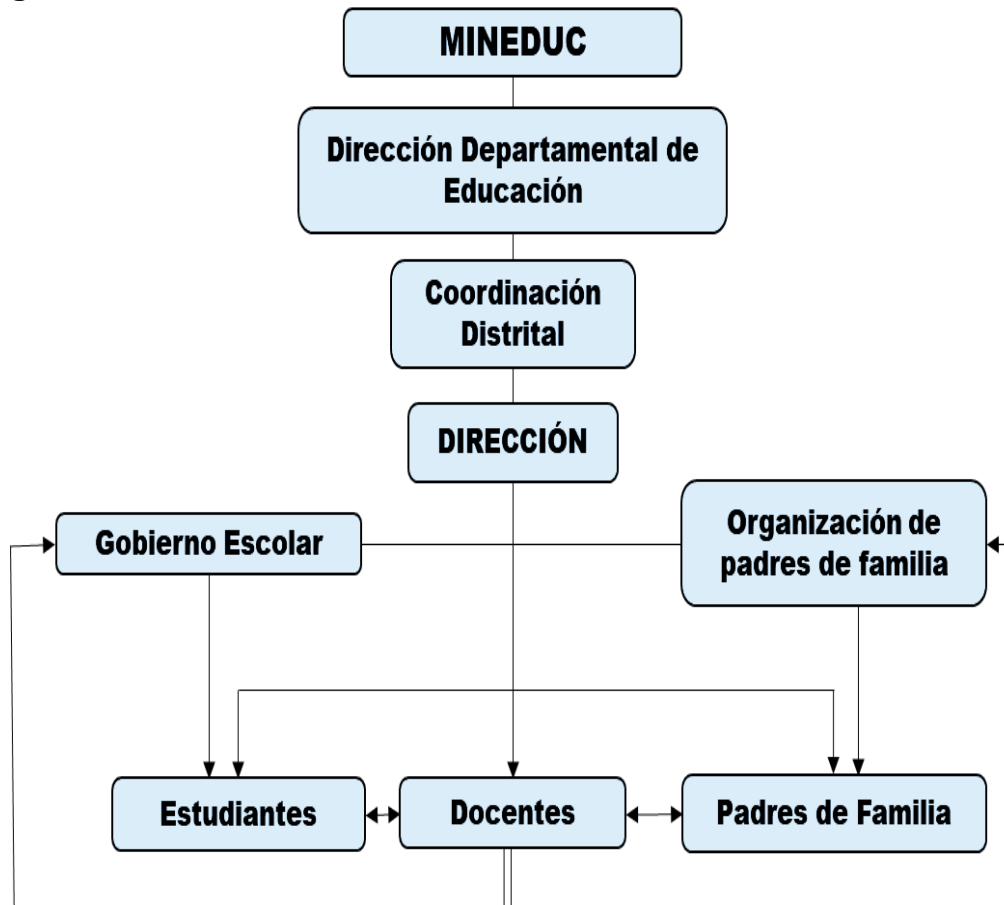 MINEDUC
Dirección Departamental de
Educación
Coordinación
Distrital
DIRECCIÓN
Gobierno Escolar
Organización de
padres de familia
Estudiantes
Docentes
Padres de Familia